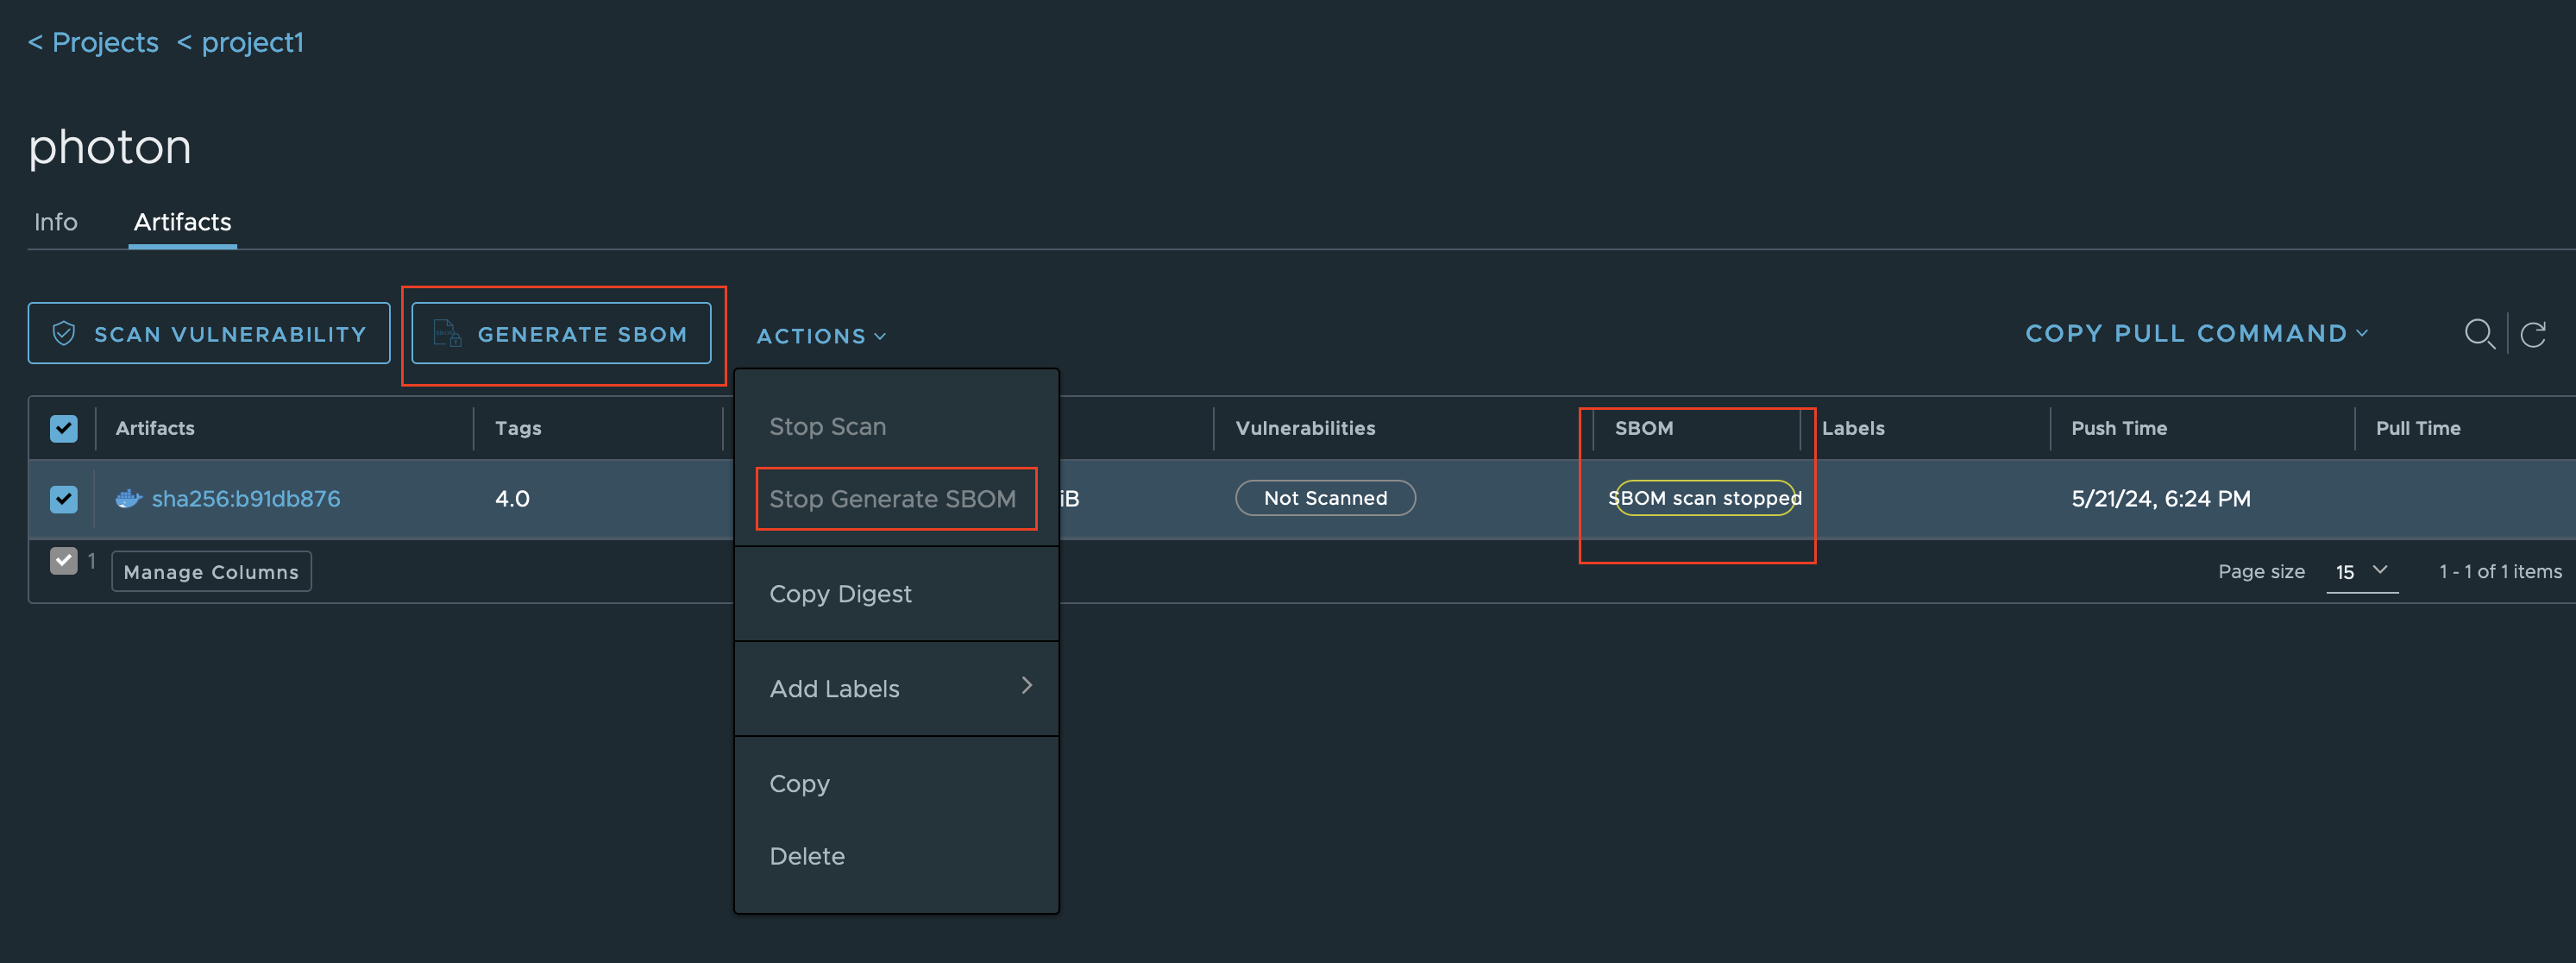 < Projects < project1
photon
Info Artifacts
SCAN VULNERABILITY GENERATE SBOM ACTIONS COPY PULL COMMAND
Artifacts Tags Vulnerabilities SBOM Labels Push Time Pull Time
sha256:b91db876 4.0 iB Not Scanned SBOM scan stopped 5/21/24, 6:24 PM
1 Manage Columns Page size 15 1 - 1 of 1 items
Stop Scan
Stop Generate SBOM
Copy Digest
Add Labels
Copy
Delete